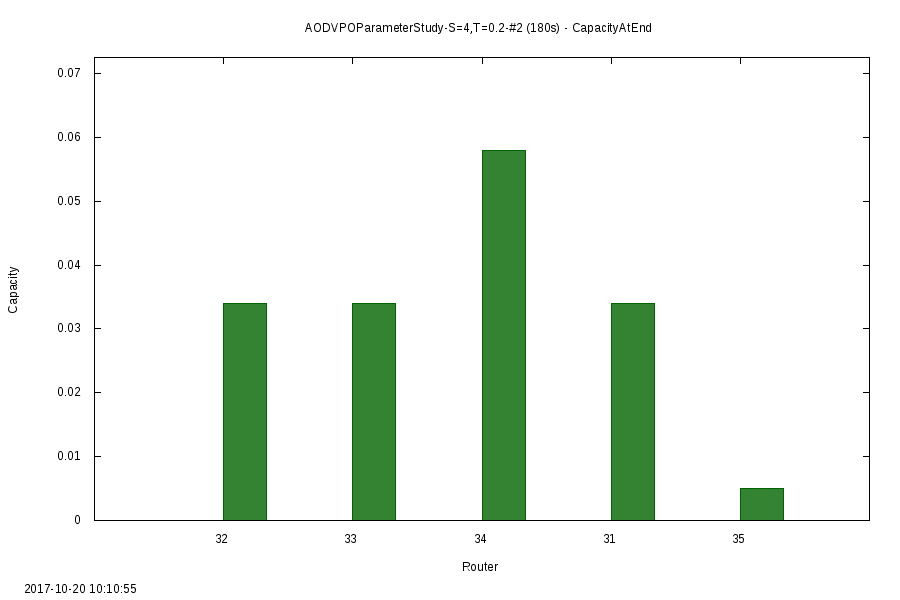 AODVPOParameterStudy-S=4,T=0.2-#2 (180s) - CapacityAtEnd
0.07
0.06
0.05
0.04
0.03
0.02
0.01
0
Capacity
32 33 34 31 35
Router
2017-10-20 10:10:55